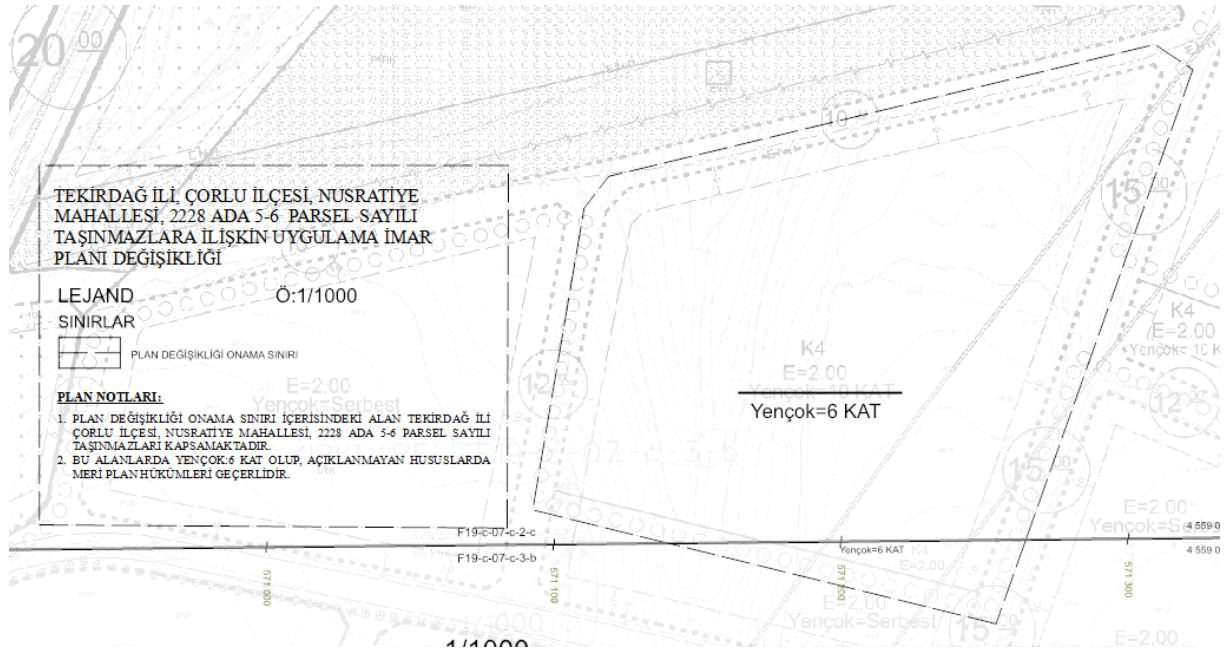 20 00
PARK
TEKİRDAĞ İLİ, ÇORLU İLÇESİ, NUSRATİYE
MAHALLESİ, 2228 ADA 5-6 PARSEL SAYILI
TAŞINMAZLARA İLİŞKİN UYGULAMA İMAR
PLANI DEĞİŞİKLİĞİ
LEJAND Ö:1/1000
SINIRLAR
PLAN DEĞİŞİKLİĞİ ONAMA SINIRI
E=2.00
Yençok=Serbest
PLAN NOTLARI:
1. PLAN DEĞİŞİKLİĞİ ONAMA SINIRI İÇERİSİNDEKİ ALAN TEKİRDAĞ İLİ
ÇORLU İLÇESİ, NUSRATİYE MAHALLESİ, 2228 ADA 5-6 PARSEL SAYILI
TAŞINMAZLARI KAPSAMAKTADIR.
2. BU ALANLARDA YENÇOK:6 KAT OLUP, AÇIKLANMAYAN HUSUSLARDA
MERİ PLAN HÜKÜMLERİ GEÇERLİDİR.
10
15
12
K4
E=2.00
Yençok=10 KAT
Yençok=6 KAT
K4
E=2.00
Yençok= 10 K
12
15
E=2.00
F19-c-07-c-2-c
F19-c-07-c-3-b
4 559 0
4 559 0
Yençok=6 KAT K4
E=2.00
571 000
571 100
571 300
E=2.00
Yençok=Serbest
15
E=2.00
1/1000
1/1000